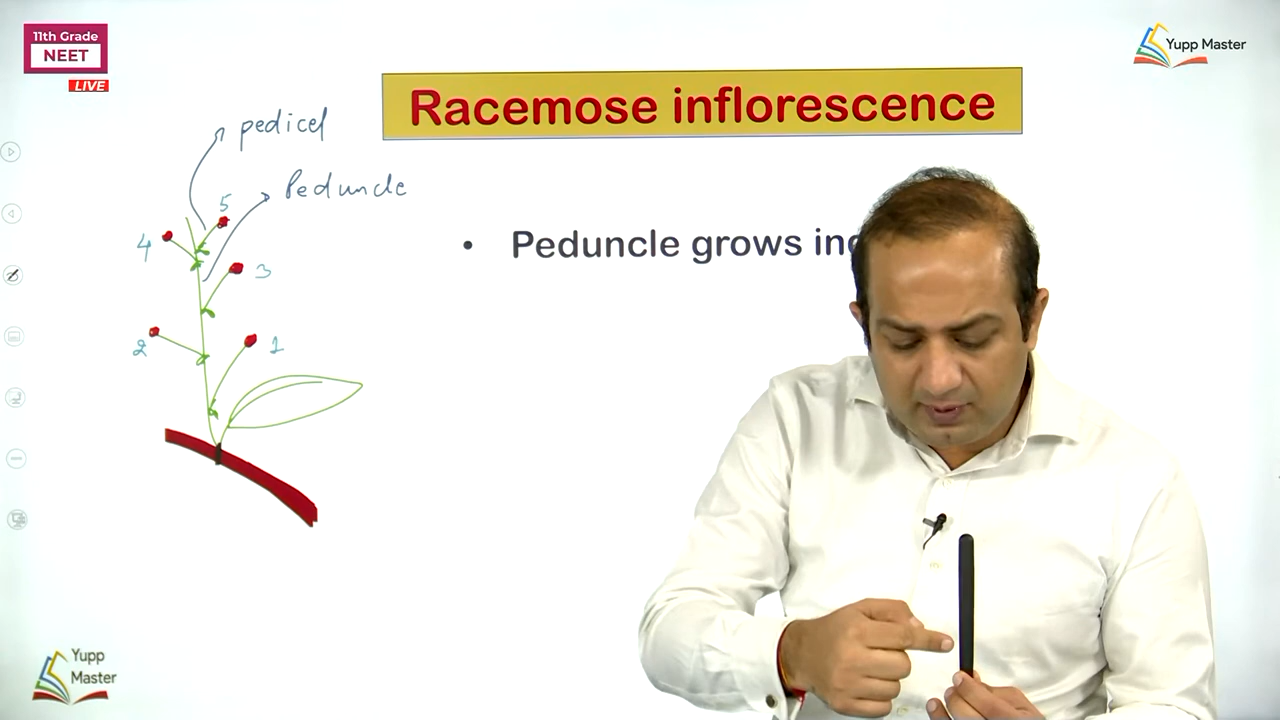 11th Grade
NEET
LIVE
Yupp Master
Racemose inflorescence
pedicel
Peduncle
5
4
3
• Peduncle grows
2
1
Yupp
Master